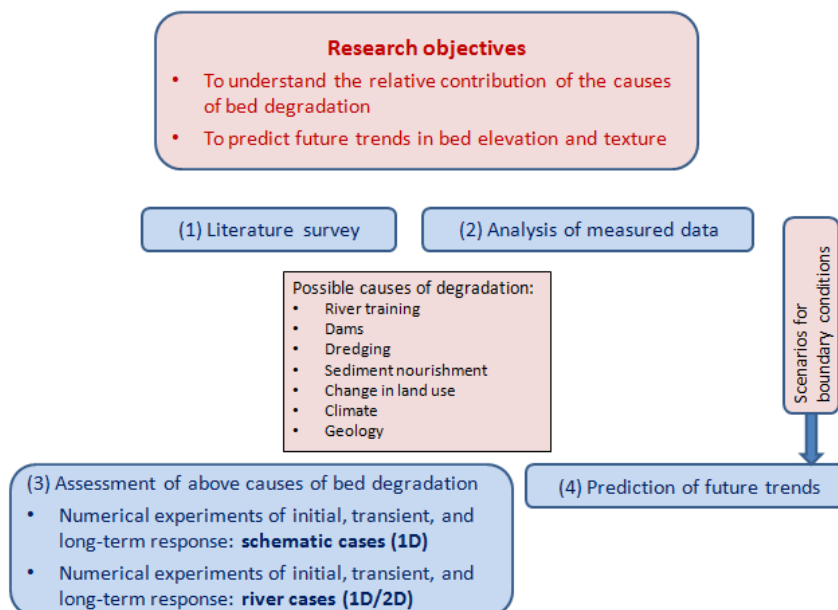 Research objectives
• To understand the relative contribution of the causes
of bed degradation
• To predict future trends in bed elevation and texture
(1) Literature survey
(2) Analysis of measured data
Possible causes of degradation:
• River training
• Dams
• Dredging
• Sediment nourishment
• Change in land use
• Climate
• Geology
Scenarios for
boundary conditions
(3) Assessment of above causes of bed degradation
• Numerical experiments of initial, transient, and
long-term response: schematic cases (1D)
• Numerical experiments of initial, transient, and
long-term response: river cases (1D/2D)
(4) Prediction of future trends